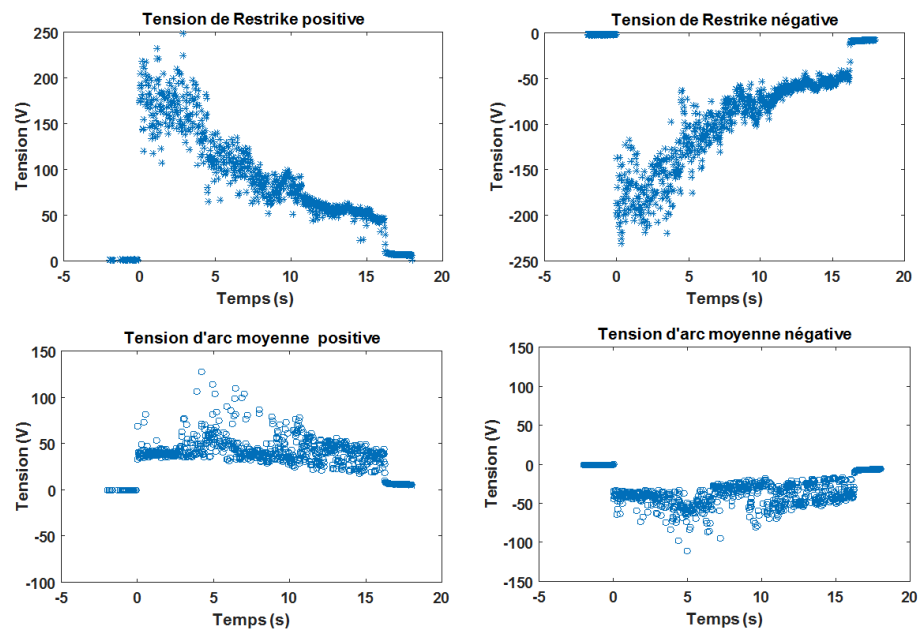 Tension de Restrike positive
250
200
150
100
50
0
Tension (V)
-5 0 5 10 15 20
Temps (s)
Tension de Restrike négative
0
-50
-100
-150
-200
-250
Tension (V)
-5 0 5 10 15 20
Temps (s)
Tension d'arc moyenne positive
150
100
50
0
-50
-100
Tension (V)
-5 0 5 10 15 20
Temps (s)
Tension d'arc moyenne négative
150
100
50
0
-50
-100
-150
Tension (V)
-5 0 5 10 15 20
Temps (s)